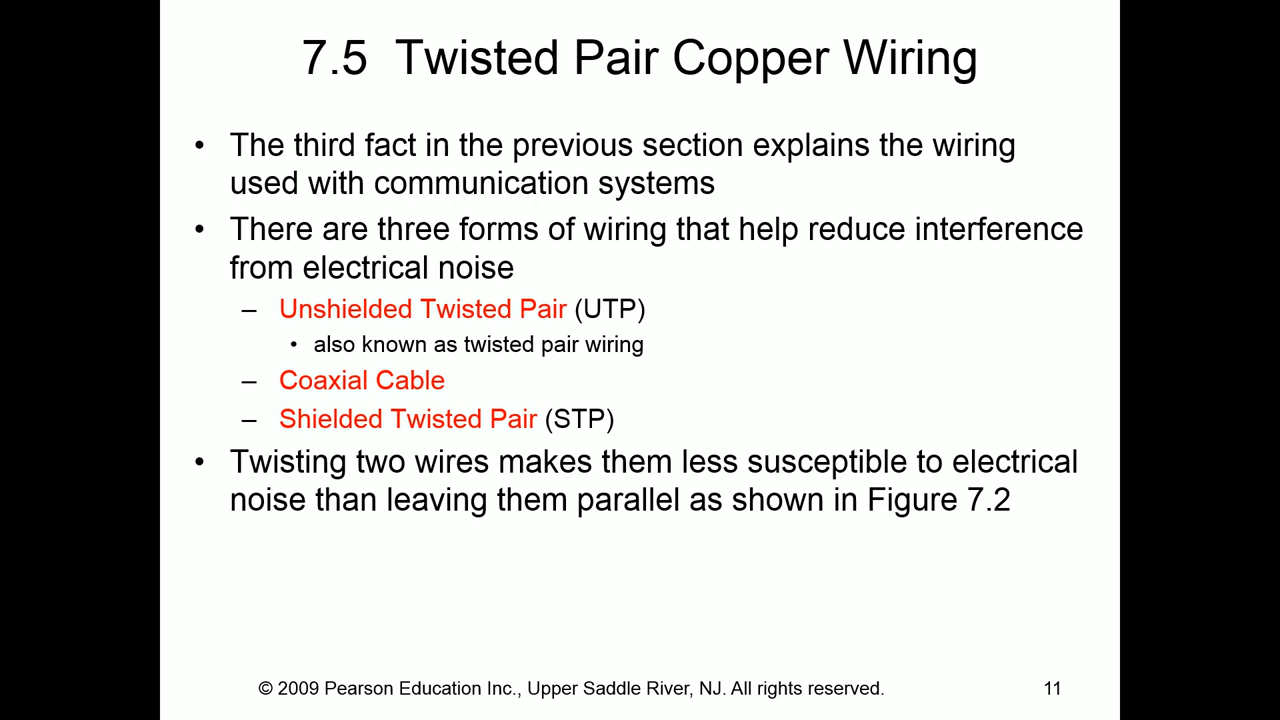 7.5 Twisted Pair Copper Wiring
• The third fact in the previous section explains the wiring
used with communication systems
• There are three forms of wiring that help reduce interference
from electrical noise
– Unshielded Twisted Pair (UTP)
• also known as twisted pair wiring
– Coaxial Cable
– Shielded Twisted Pair (STP)
• Twisting two wires makes them less susceptible to electrical
noise than leaving them parallel as shown in Figure 7.2
© 2009 Pearson Education Inc., Upper Saddle River, NJ. All rights reserved.
11